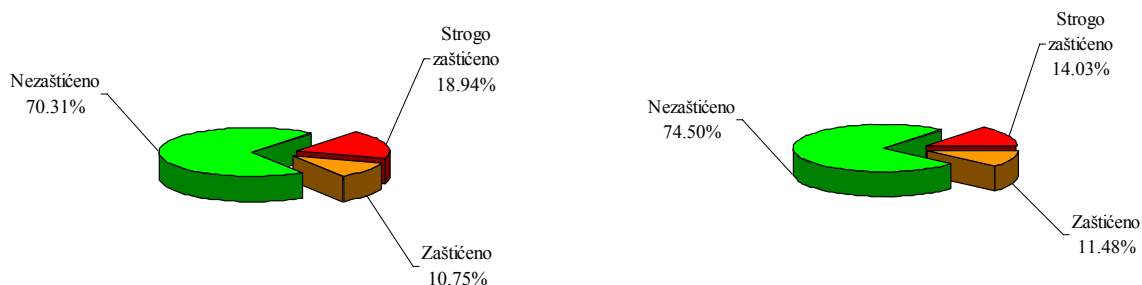 Strogo
zaštićeno
18.94%
Nezaštićeno
70.31%
Zaštićeno
10.75%
Strogo
zaštićeno
14.03%
Nezaštićeno
74.50%
Zaštićeno
11.48%